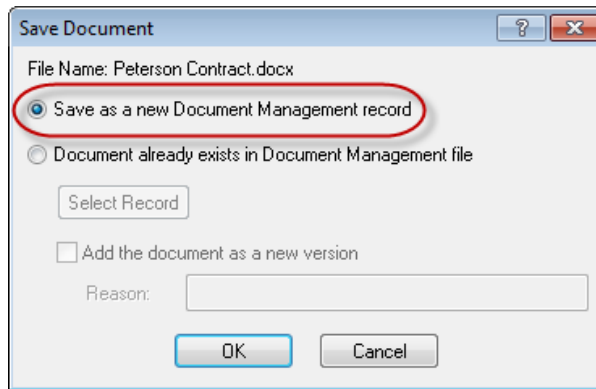 Save Document
File Name: Peterson Contract.docx
Save as a new Document Management record
Document already exists in Document Management file
Select Record
Add the document as a new version
Reason:
OK Cancel